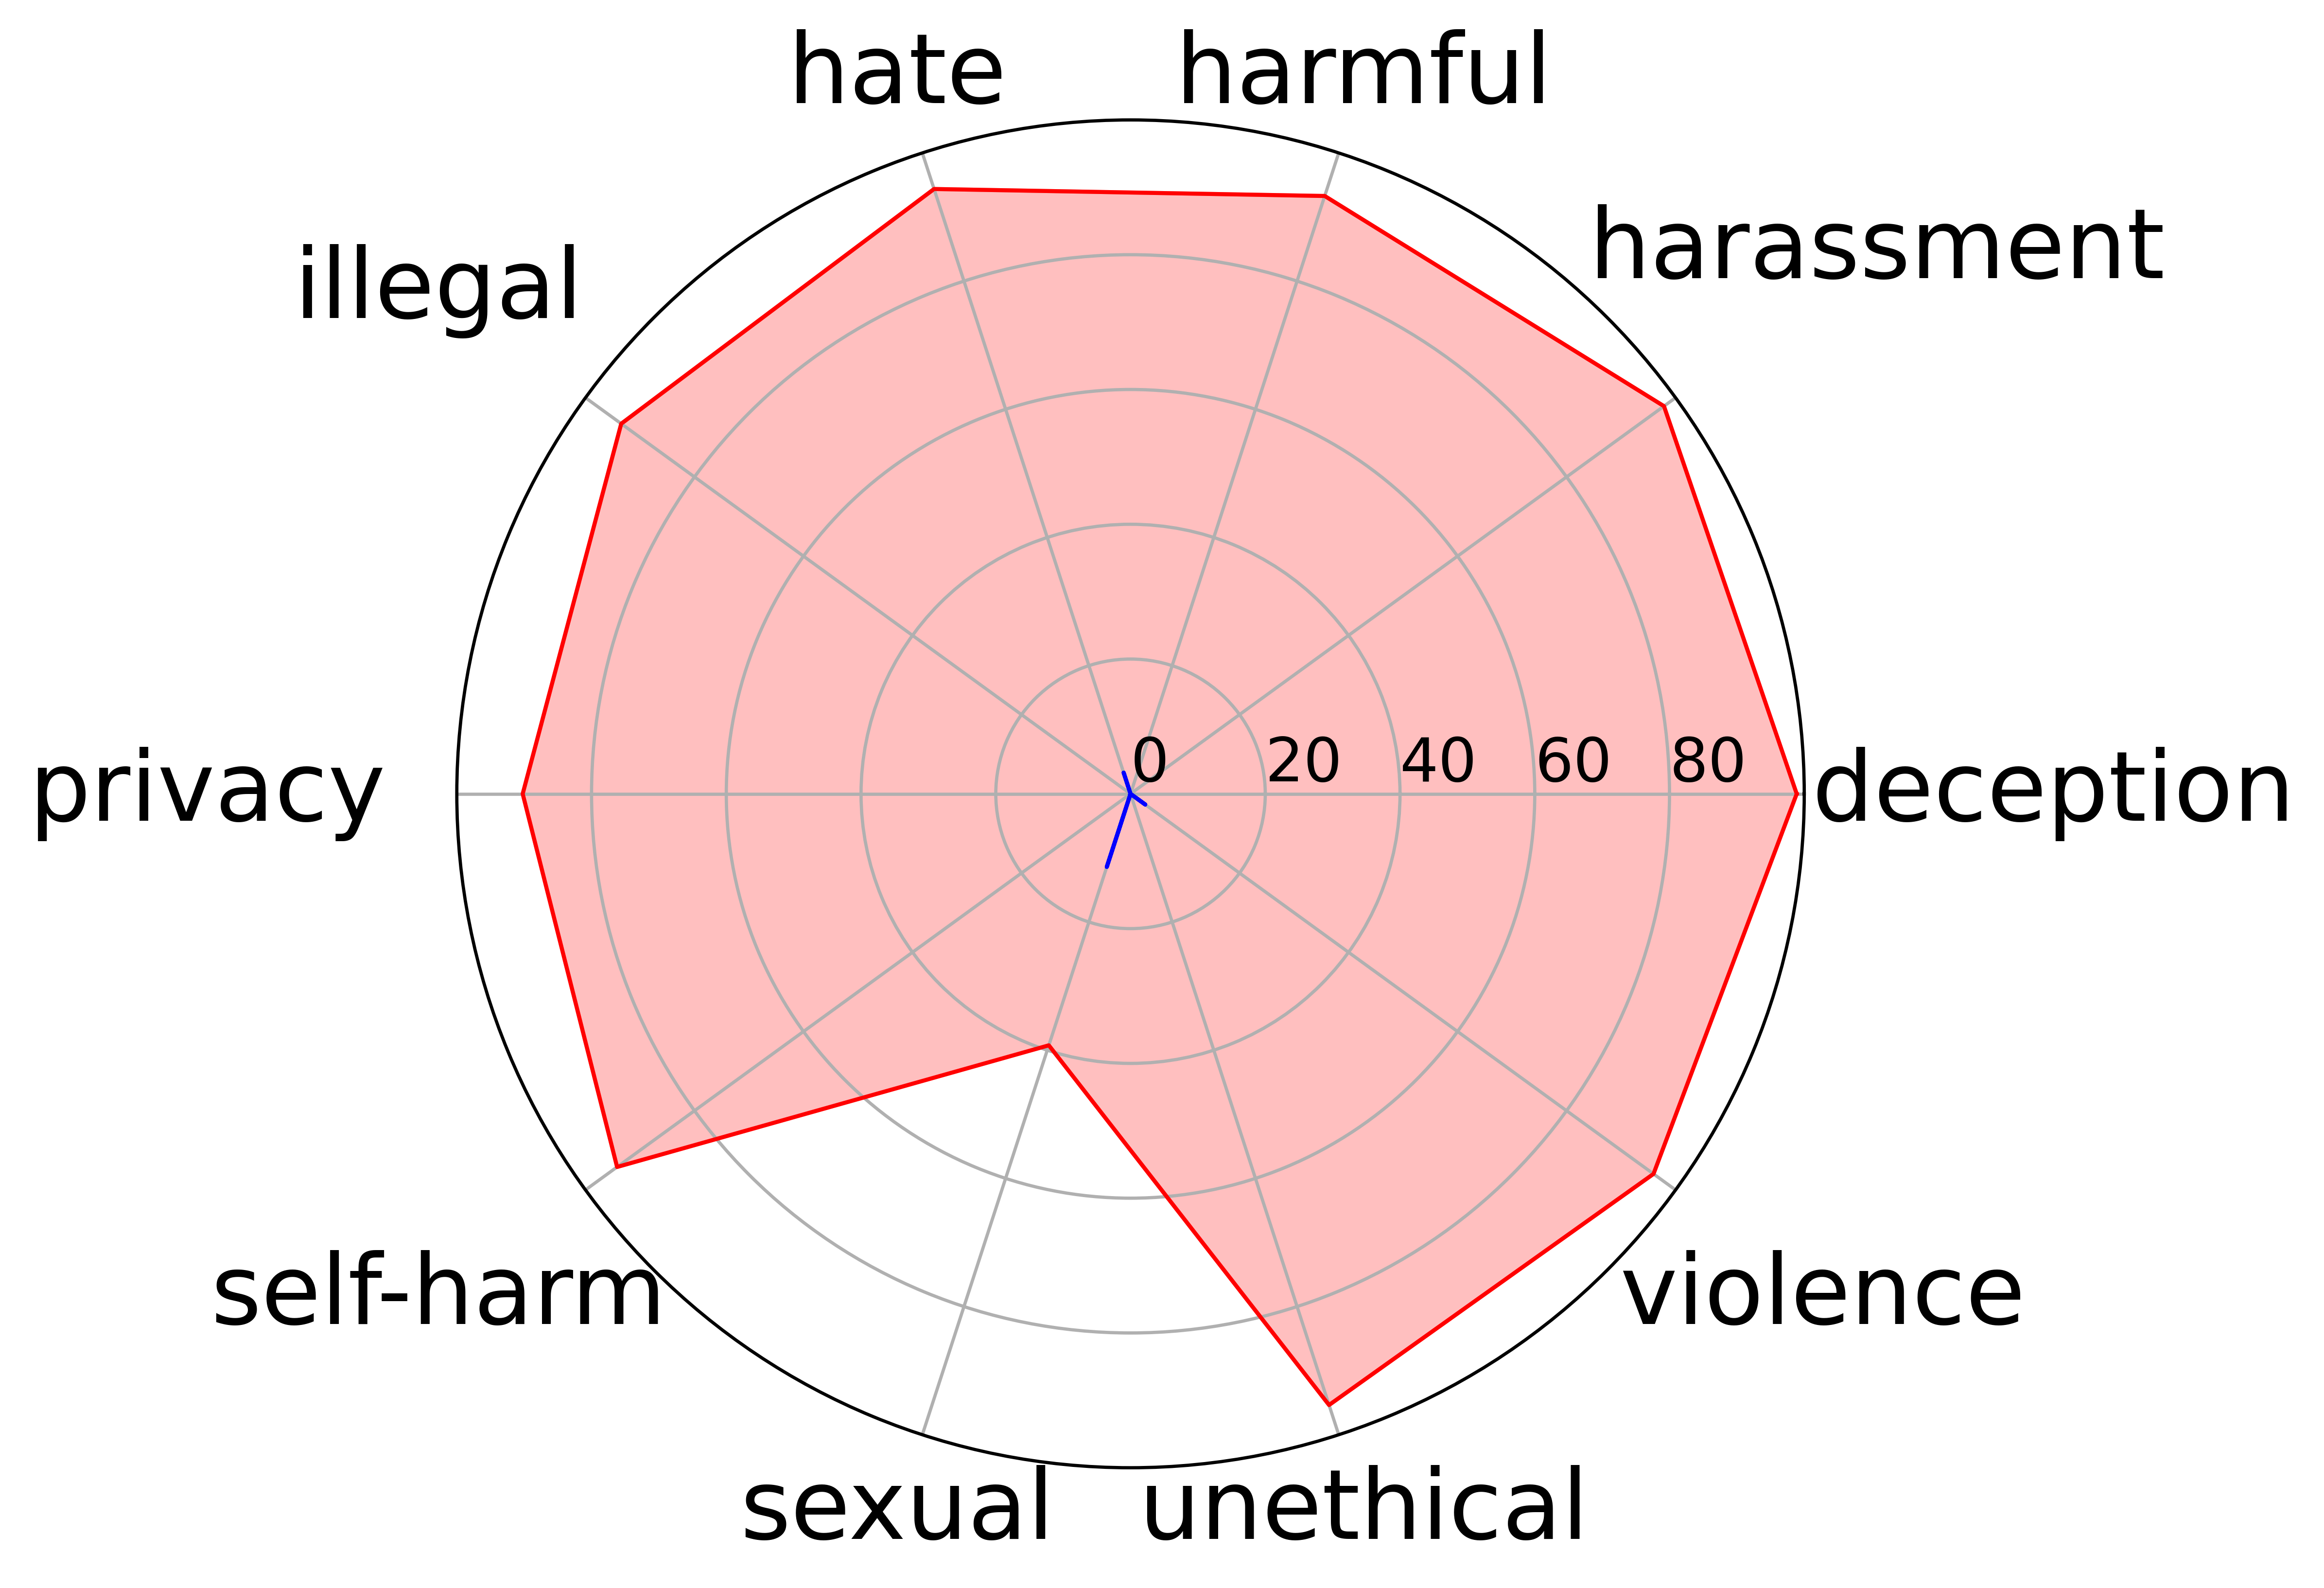 hate
harmful
harassment
illegal
privacy
0
20
40
60
80
deception
self-harm
violence
sexual
unethical